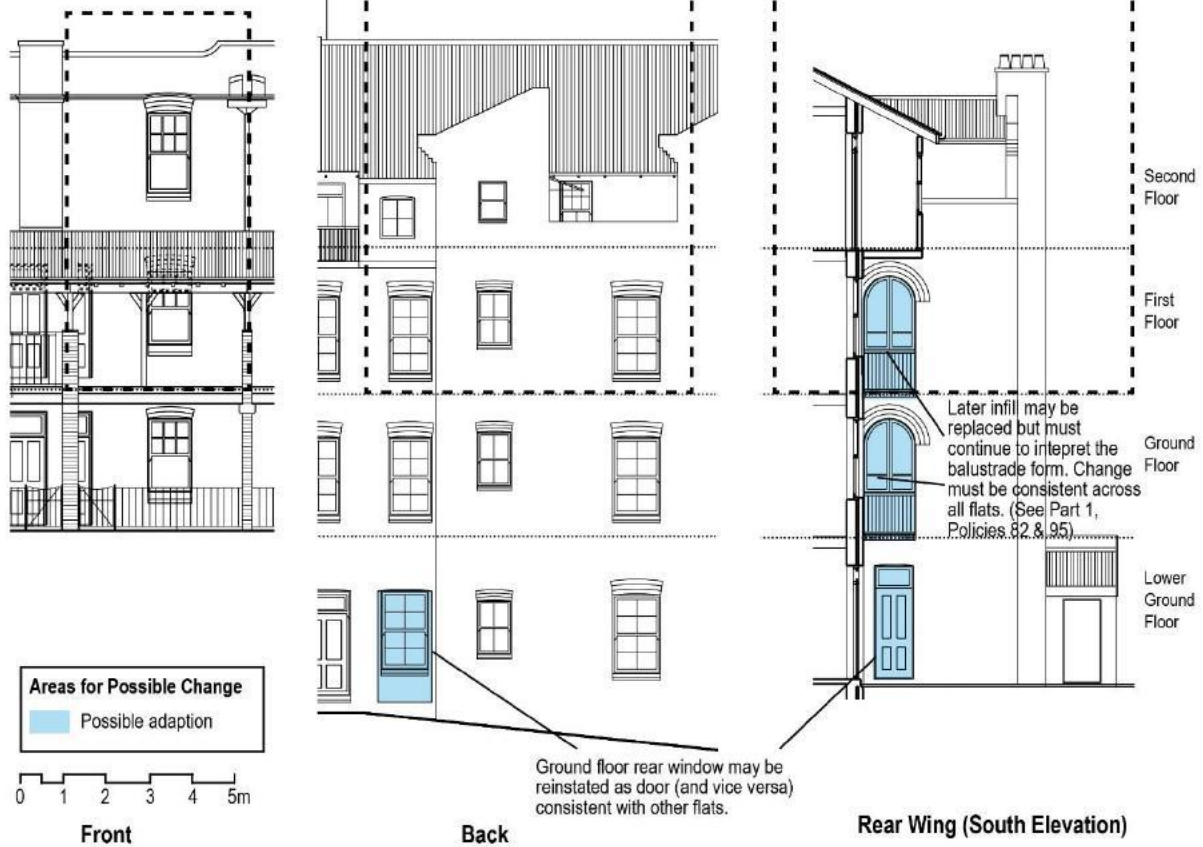 Second
Floor
First
Floor
Later infill may be
replaced but must
continue to intepret the
balustrade form. Change
must be consistent across
all flats. (See Part 1,
Policies 82 & 95)
Ground
Floor
Lower
Ground
Floor
Areas for Possible Change
Possible adaption
0 1 2 3 4 5m
Ground floor rear window may be
reinstated as door (and vice versa)
consistent with other flats.
Front
Back
Rear Wing (South Elevation)